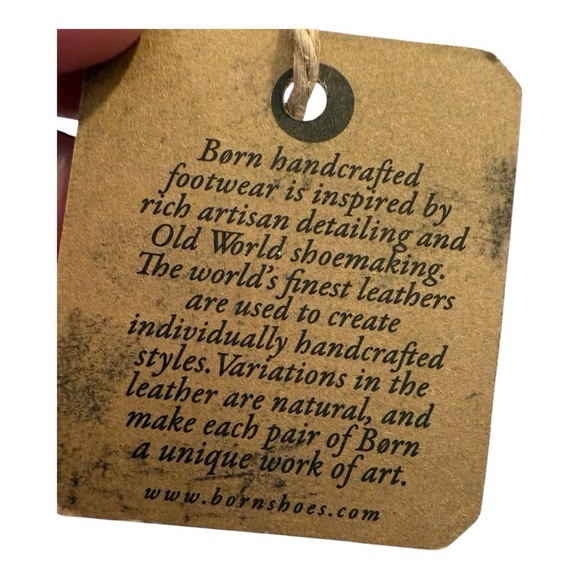 Børn handcrafted
footwear is inspired by
rich artisan detailing and
Old World shoemaking.
The world's finest leathers
are used to create
individually handcrafted
styles. Variations in the
leather are natural, and
make each pair of Børn
a unique work of art.
www.bornshoes.com